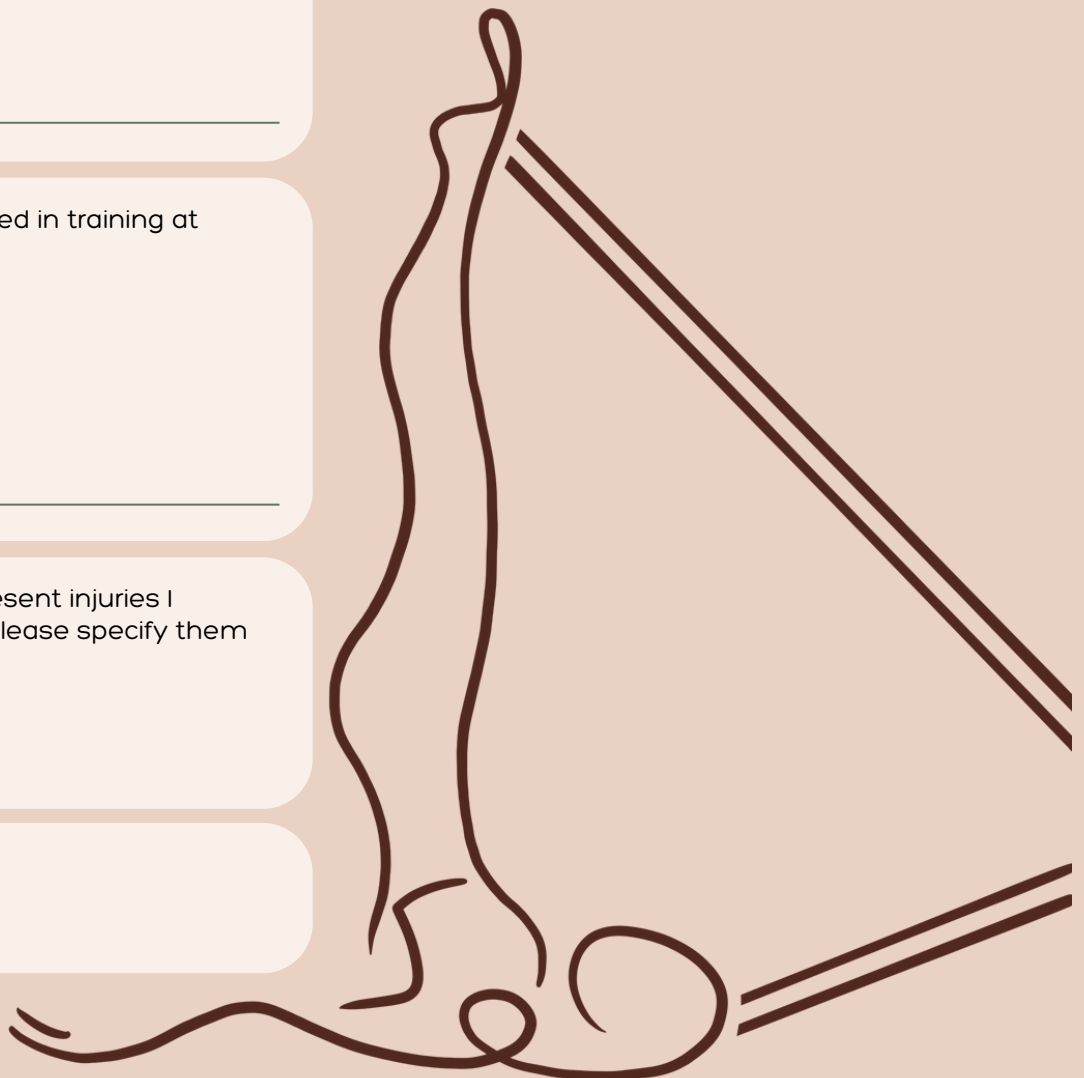 ed in training at
esent injuries I
lease specify them